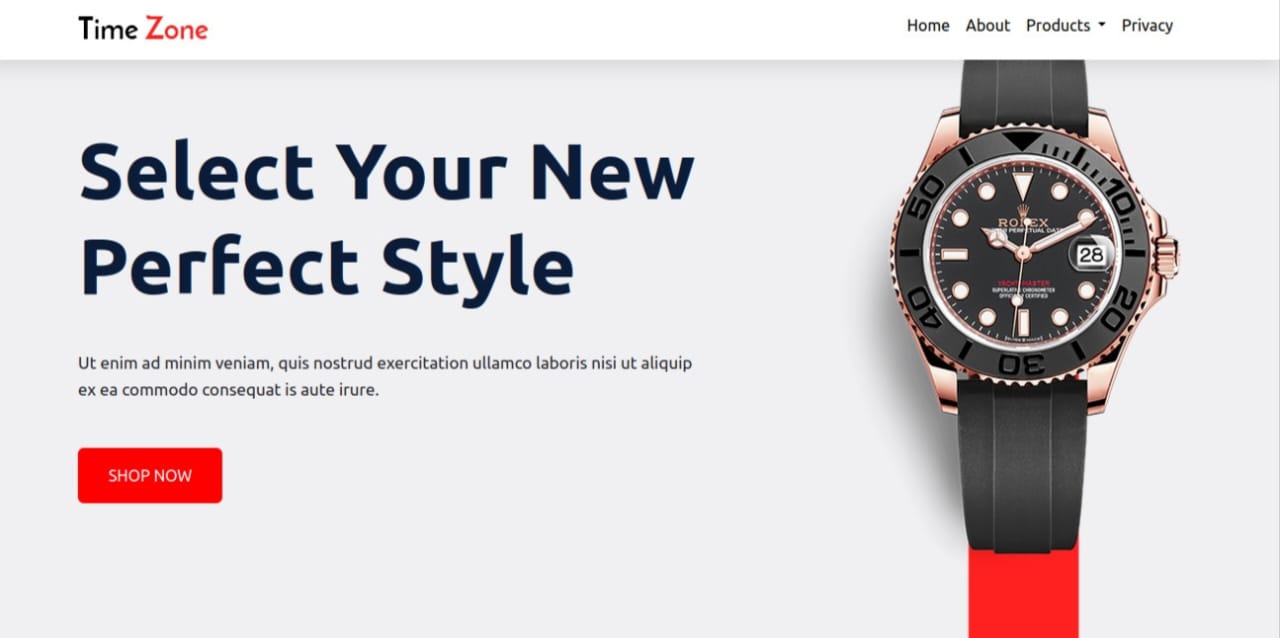 Time Zone
Home About Products Privacy
Select Your New
Perfect Style
Ut enim ad minim veniam, quis nostrud exercitation ullamco laboris nisi ut aliquip
ex ea commodo consequat is aute irure.
SHOP NOW
10
20
30
40
50
ROLEX
PERPETUAL DATE
28
YACHT-MASTER
SUPERLATIVE CHRONOMETER
OFFICIALLY CERTIFIED